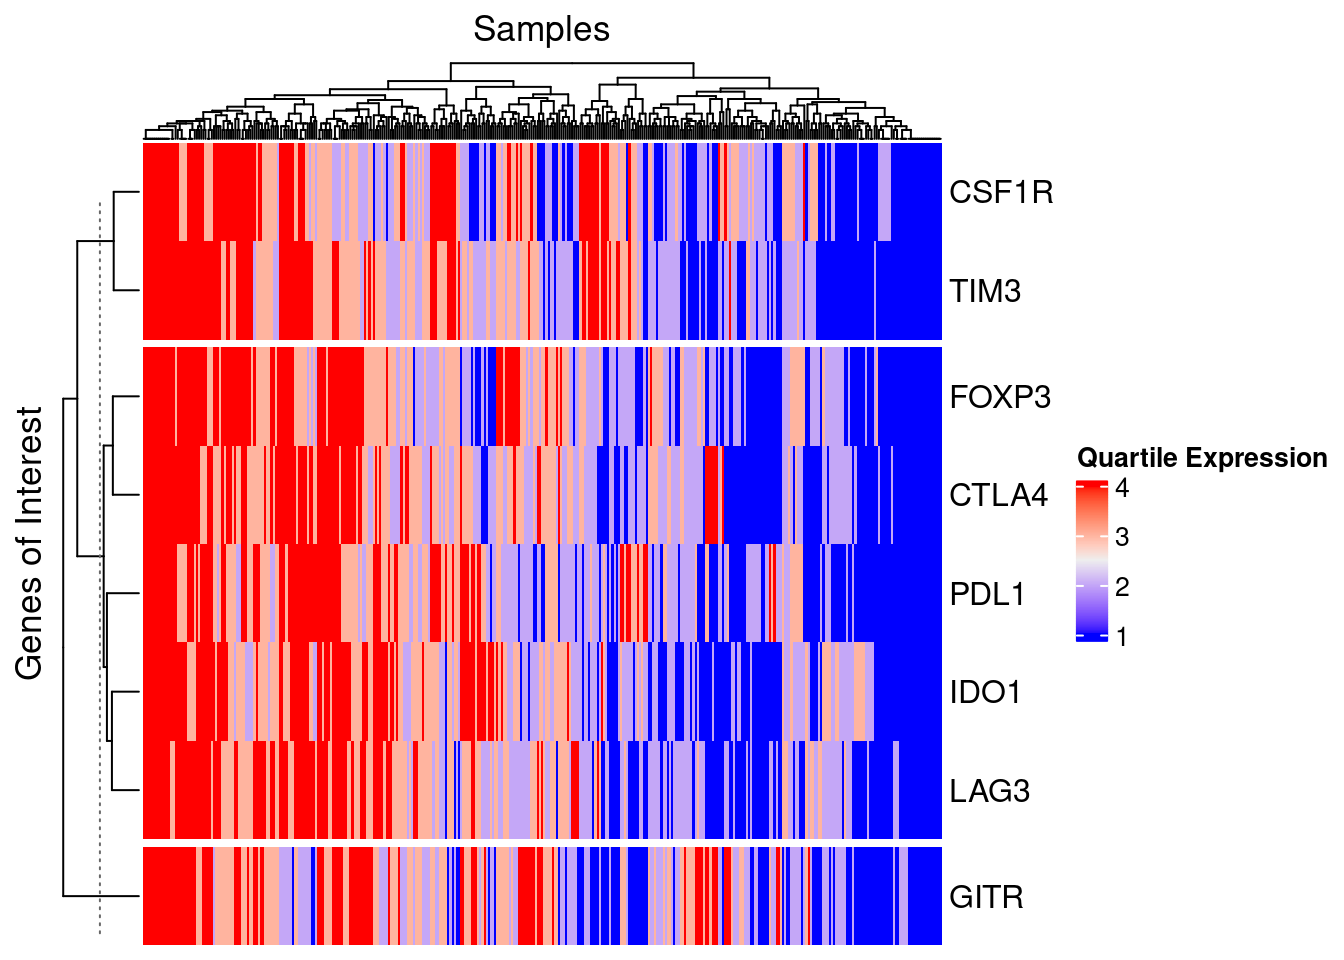 Samples
Genes of Interest
CSF1R
TIM3
FOXP3
CTLA4
PDL1
IDO1
LAG3
GITR
Quartile Expression
4
3
2
1